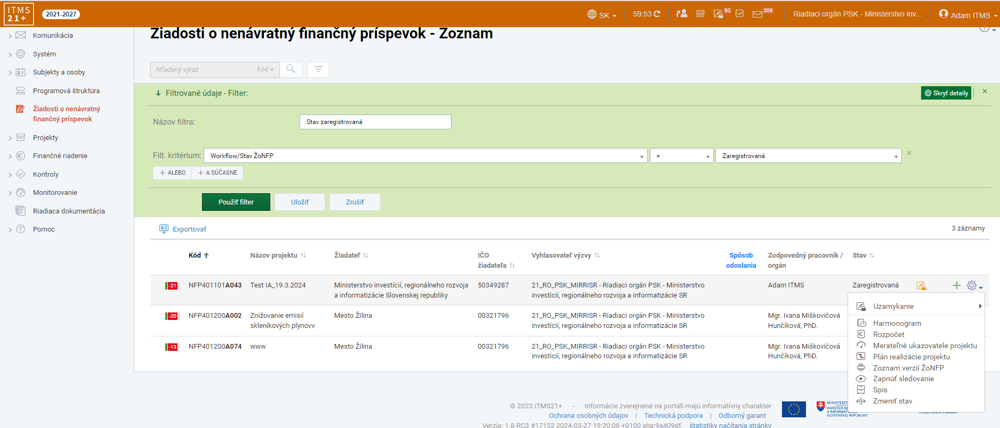 ITMS
21+
2021-2027
SK
59:53
63
208
Riadiaci orgán PSK - Ministerstvo inv...
Adam ITMS
Komunikácia
Systém
Subjekty a osoby
Programová štruktúra
Žiadosti o nenávratný
finančný príspevok
Projekty
Finančné riadenie
Kontroly
Monitorovanie
Riadiaca dokumentácia
Pomoc
Žiadosti o nenávratný finančný príspevok - Zoznam
Hľadaný výraz
Kód
Filtrované údaje - Filter:
Skryť detaily
Názov filtra:
Stav zaregistrovaná
Filt. kritérium:
Workflow/Stav ŽoNFP
=
Zaregistrovaná
+ ALEBO
+ A SÚČASNE
Použiť filter
Uložiť
Zrušiť
XLS
Exportovať
3 záznamy
Kód
Názov projektu
Žiadateľ
IČO
žiadateľa
Vyhlasovateľ výzvy
Spôsob
odoslania
Zodpovedný pracovník /
orgán
Stav
-21
NFP401101A043
Test IA_19.3.2024
Ministerstvo investícií, regionálneho rozvoja
a informatizácie Slovenskej republiky
50349287
21_RO_PSK_MIRRISR - Riadiaci orgán PSK - Ministerstvo
investícií, regionálneho rozvoja a informatizácie SR
Adam ITMS
Zaregistrovaná
-20
NFP401200A002
Znižovanie emisií
skleníkových plynovv
Mesto Žilina
00321796
21_RO_PSK_MIRRISR - Riadiaci orgán PSK - Ministerstvo
investícií, regionálneho rozvoja a informatizácie SR
Mgr. Ivana Miškovičová
Hunčíková, PhD.
-13
NFP401200A074
www
Mesto Žilina
00321796
21_RO_PSK_MIRRISR - Riadiaci orgán PSK - Ministerstvo
investícií, regionálneho rozvoja a informatizácie SR
Mgr. Ivana Miškovičová
Hunčíková, PhD.
Uzamykanie
Harmonogram
Rozpočet
Merateľné ukazovatele projektu
Plán realizácie projektu
Zoznam verzií ŽoNFP
Zapnúť sledovanie
Spis
Zmeniť stav
© 2023 ITMS21+ - Informácie zverejnené na portáli majú informatívny charakter
Ochrana osobných údajov | Technická podpora | Odborný garant
Verzia: 1.8-RC3 #17152 2024-03-27 19:20:08 +0100 sha:9a409df. štatistiky načítania stránky
SLOVENSKEJ REPUBLIKY